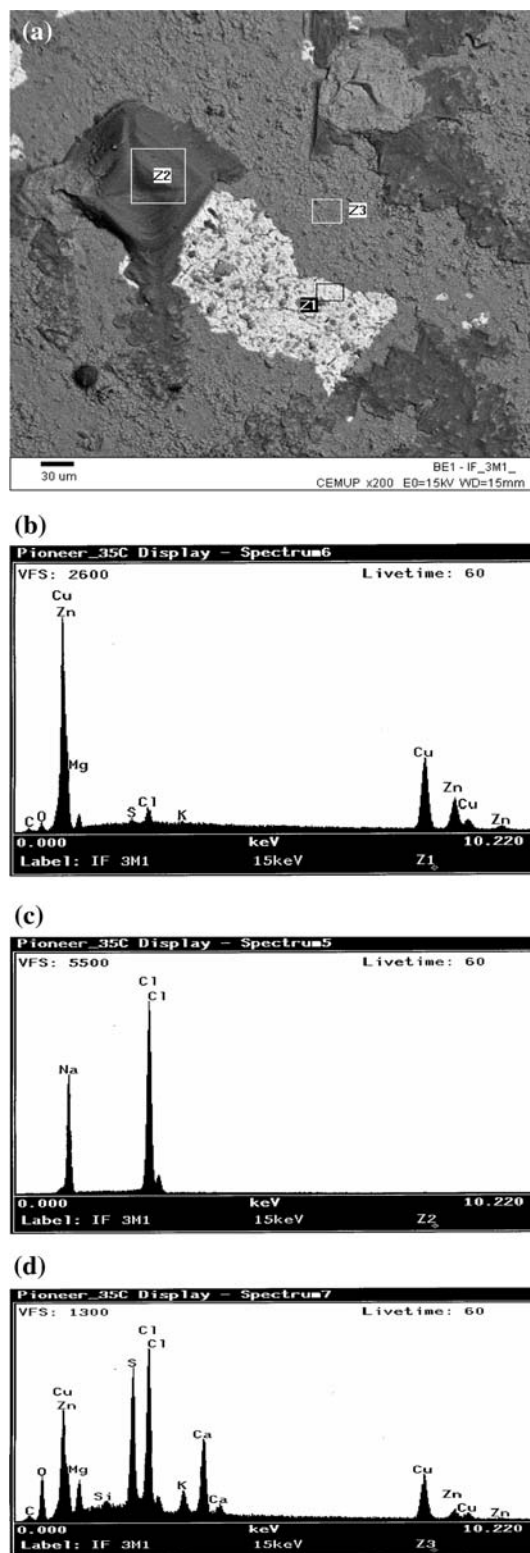 (a)
Z2
Z3
Z1
30 um
BE1 - IF_3M1_
CEMUP x200 E0=15kV WD=15mm
(b)
Pioneer_35C Display - Spectrum6
VFS: 2600 Livetime: 60
Cu
Zn
Mg
C O S Cl K
Cu
Zn
Cu
Zn
0.000 keV 10.220
Label: IF 3M1 15keV Z1
(c)
Pioneer_35C Display - Spectrum5
VFS: 5500 Livetime: 60
Cl
Cl
Na
0.000 keV 10.220
Label: IF 3M1 15keV Z2
(d)
Pioneer_35C Display - Spectrum7
VFS: 1300 Livetime: 60
Cl
Cl
S
Cu
Zn
Ca
O Mg
K
Cu
C Si Ca
Zn
Cu
Zn
0.000 keV 10.220
Label: IF 3M1 15keV Z3